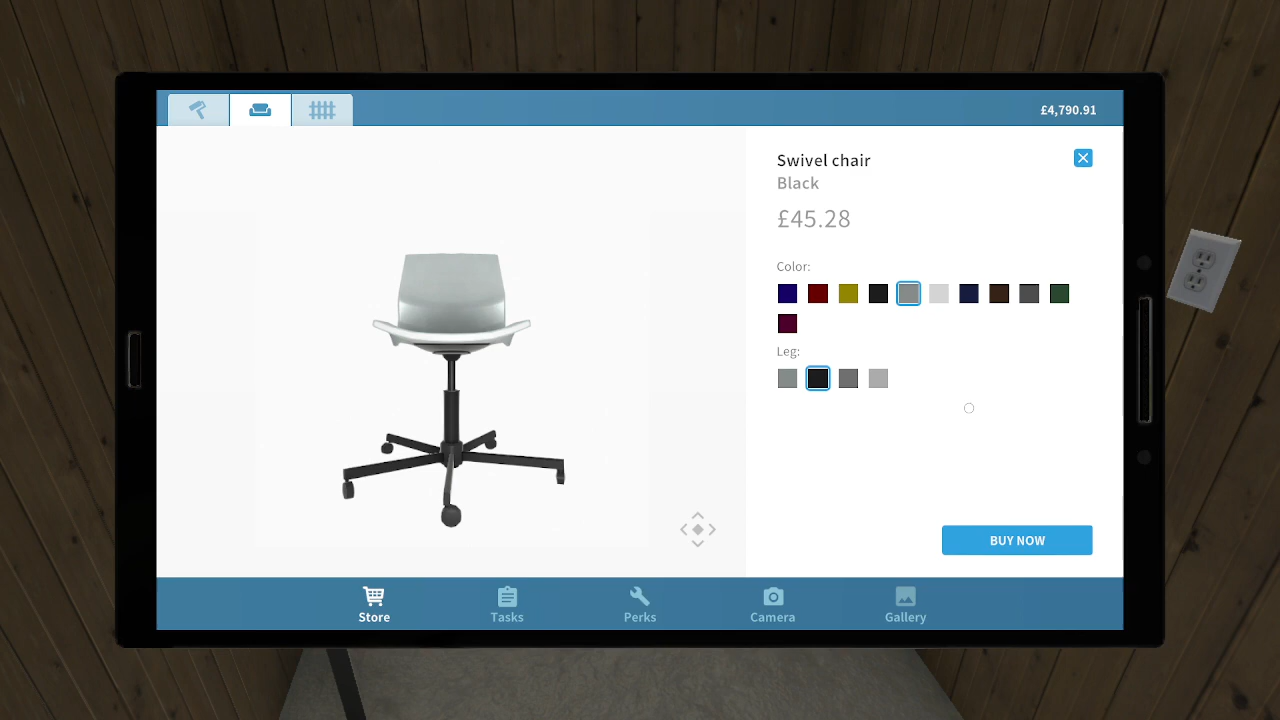 £4,790.91
Swivel chair
Black
£45.28
Color:
Leg:
BUY NOW
Store
Tasks
Perks
Camera
Gallery